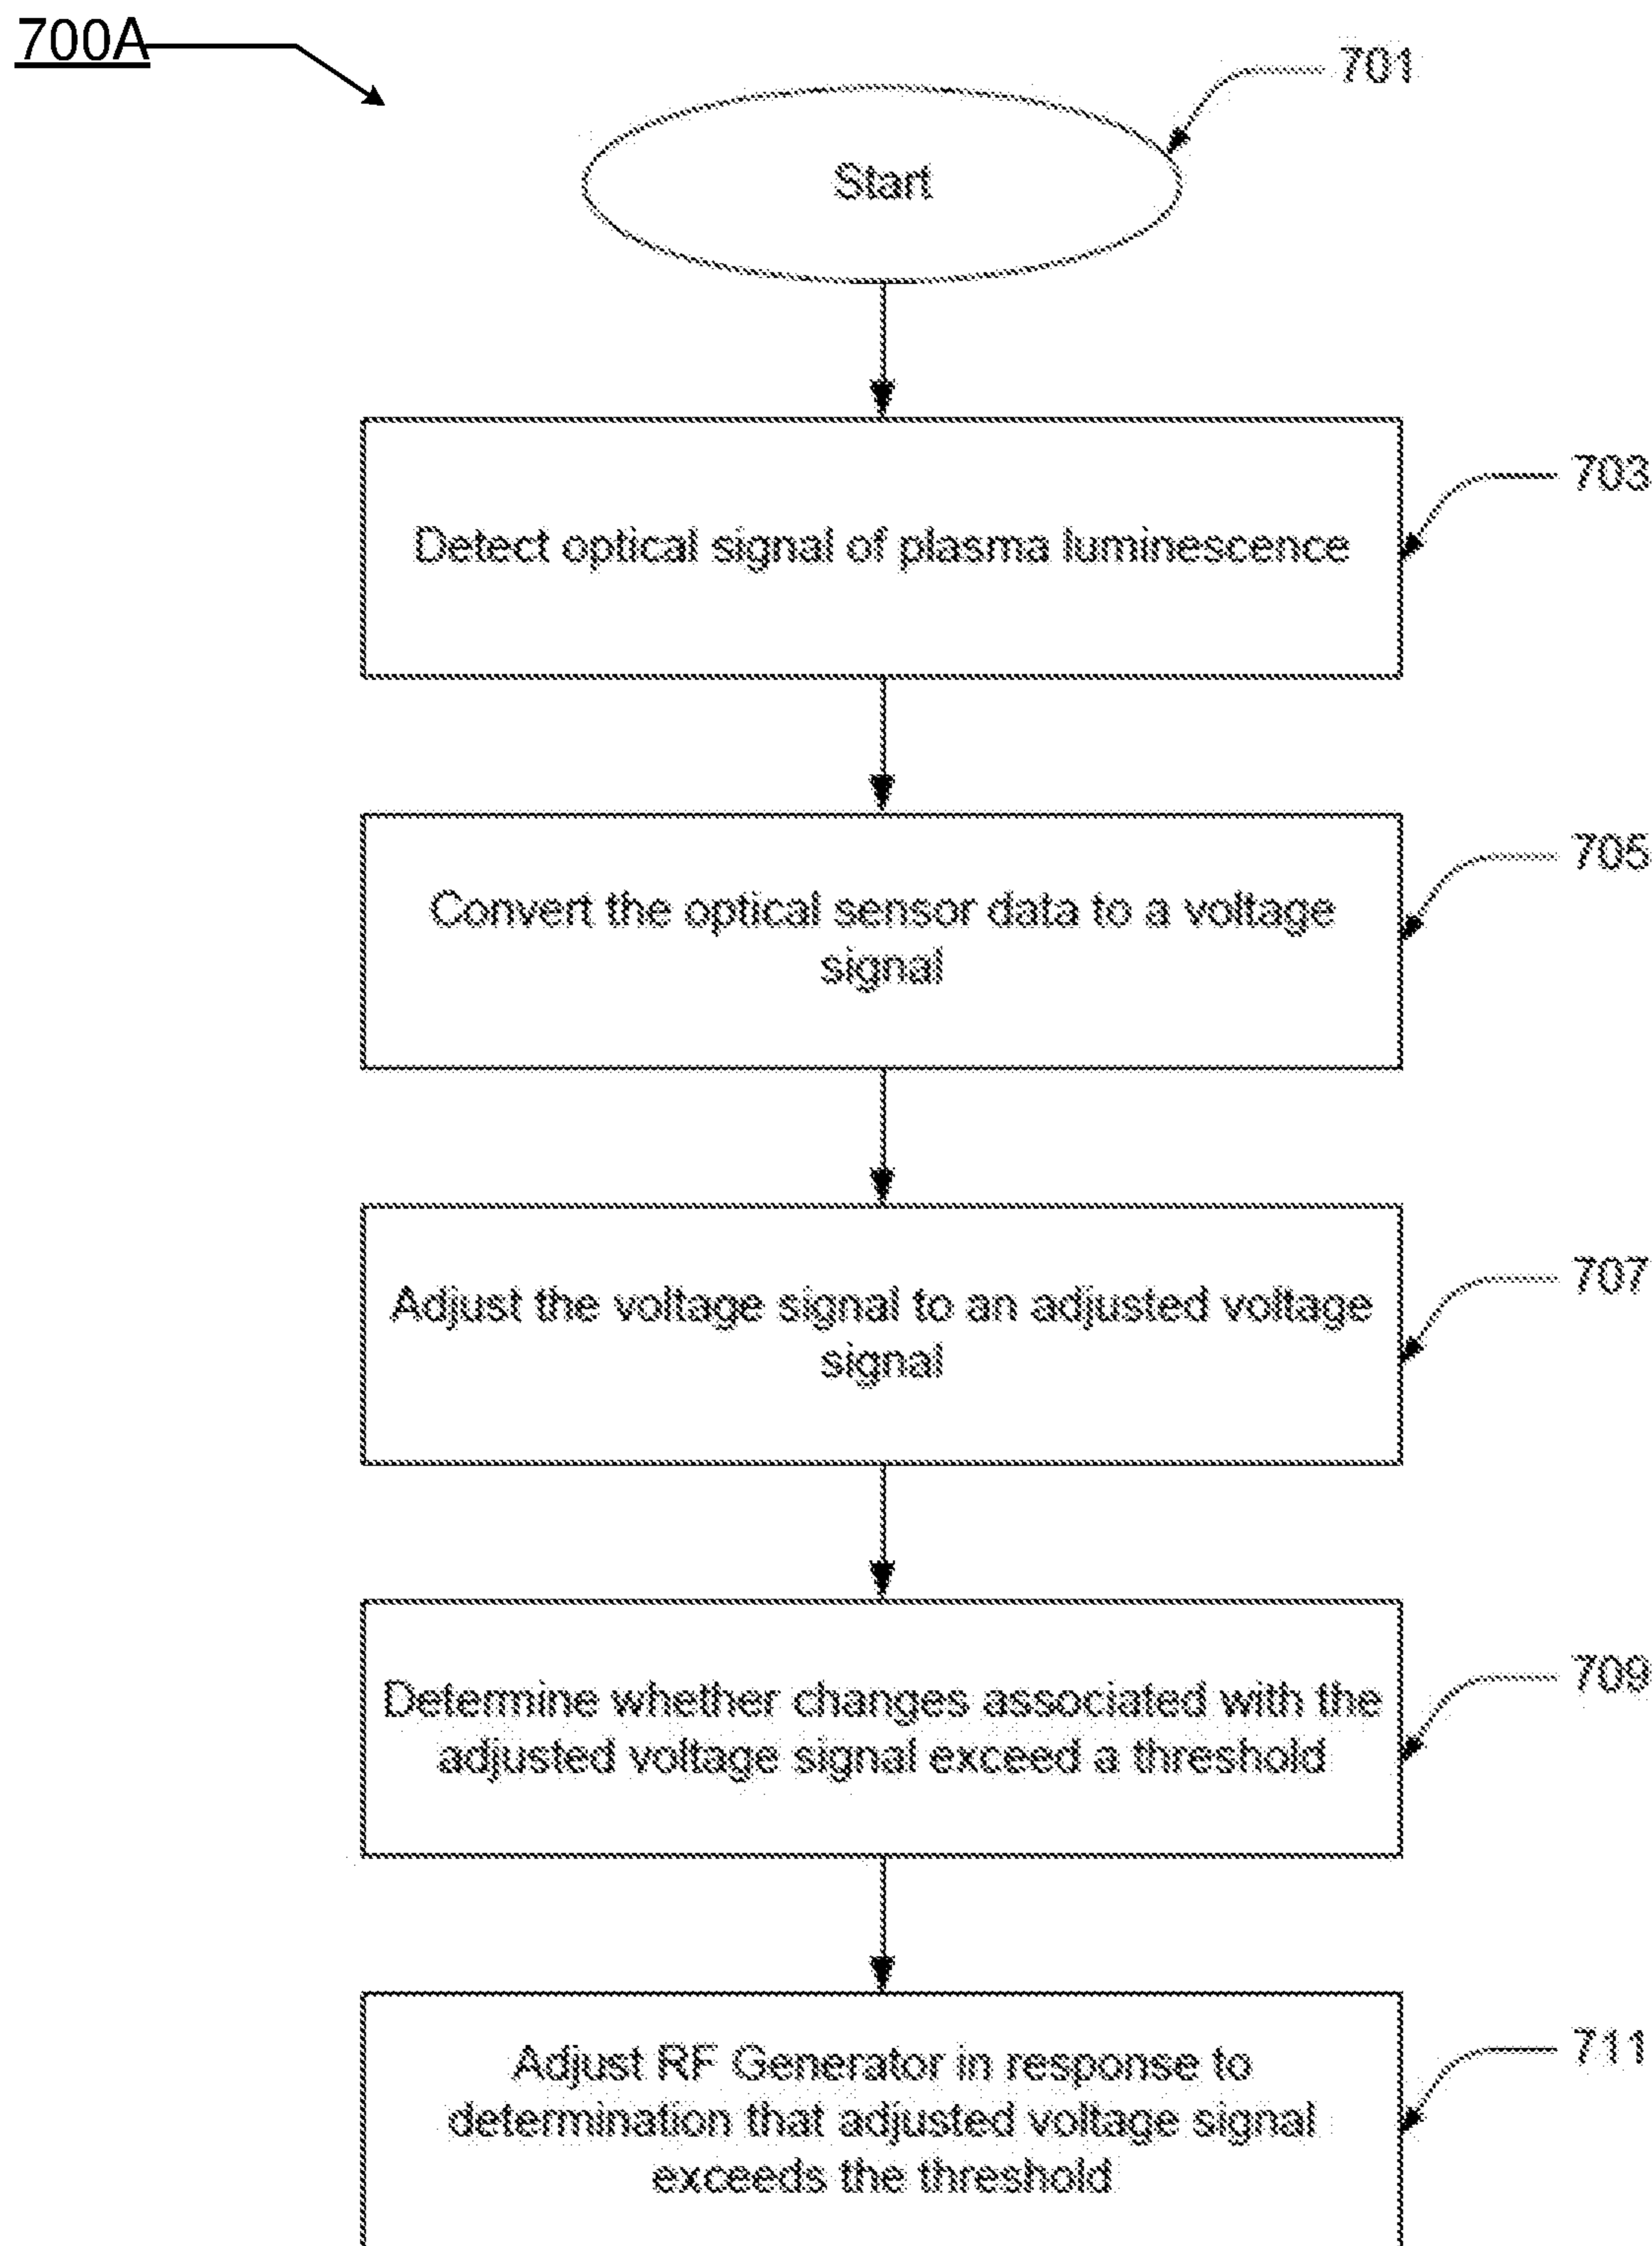 700A
701
Start
703
Detect optical signal of plasma luminescence
705
Convert the optical sensor data to a voltage
signal
707
Adjust the voltage signal to an adjusted voltage
signal
709
Determine whether changes associated with the
adjusted voltage signal exceed a threshold
711
Adjust RF Generator in response to
determination that adjusted voltage signal
exceeds the threshold